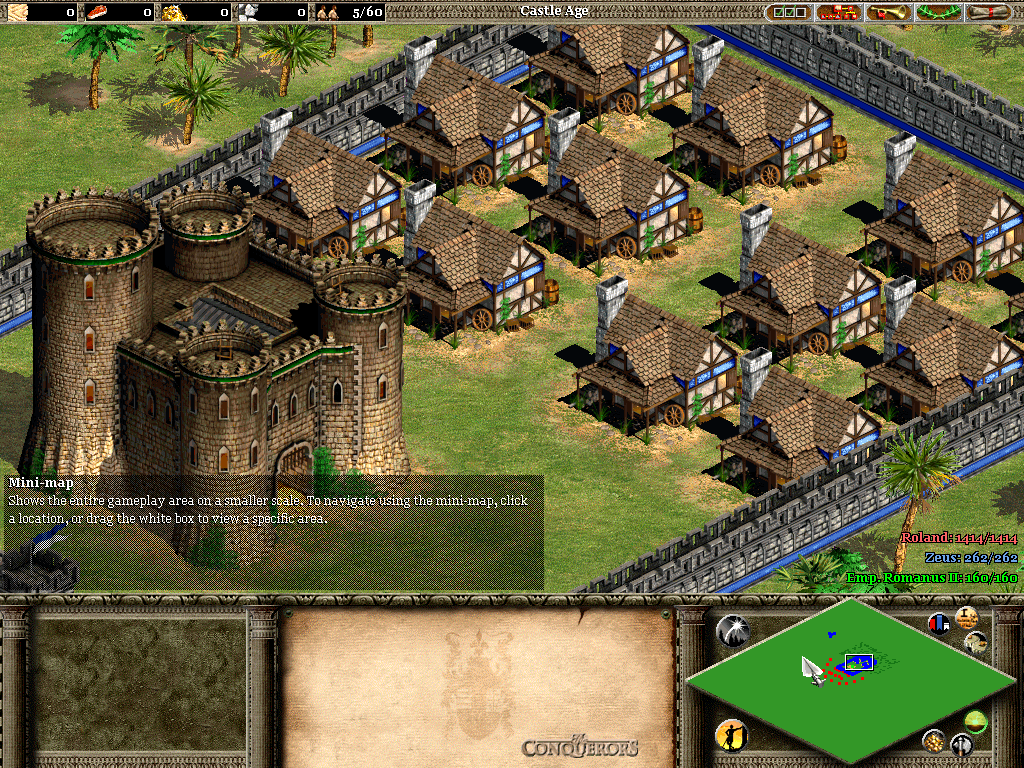 0 0 0 0 5/60 Castle Age
Mini-map
Shows the entire gameplay area on a smaller scale. To navigate using the mini-map, click
a location, or drag the white box to view a specific area.
Roland: 1414/1414
Zeus: 262/262
Emp. Romanus II: 160/160
The
CONQUERORS